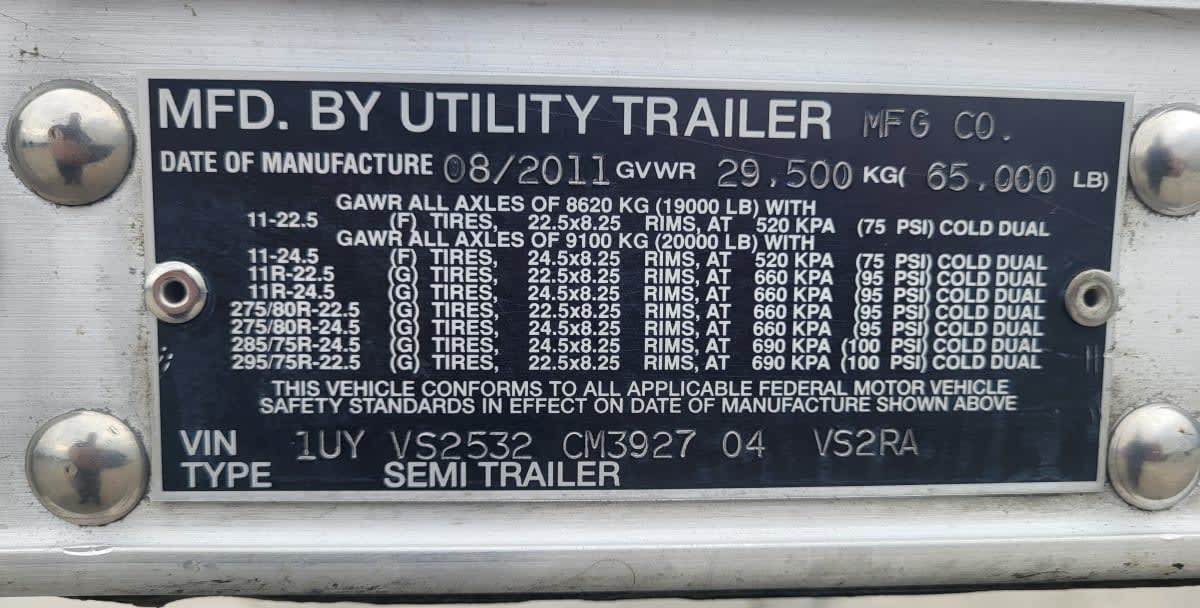 MFD. BY UTILITY TRAILER MFG CO.
DATE OF MANUFACTURE 08/2011 GVWR 29,500 KG( 65,000 LB)
GAWR ALL AXLES OF 8620 KG (19000 LB) WITH
11-22.5 (F) TIRES, 22.5x8.25 RIMS, AT 520 KPA (75 PSI) COLD DUAL
GAWR ALL AXLES OF 9100 KG (20000 LB) WITH
11-24.5 (F) TIRES, 24.5x8.25 RIMS, AT 520 KPA (75 PSI) COLD DUAL
11R-22.5 (G) TIRES, 22.5x8.25 RIMS, AT 660 KPA (95 PSI) COLD DUAL
11R-24.5 (G) TIRES, 24.5x8.25 RIMS, AT 660 KPA (95 PSI) COLD DUAL
275/80R-22.5 (G) TIRES, 22.5x8.25 RIMS, AT 660 KPA (95 PSI) COLD DUAL
275/80R-24.5 (G) TIRES, 24.5x8.25 RIMS, AT 660 KPA (95 PSI) COLD DUAL
285/75R-24.5 (G) TIRES, 24.5x8.25 RIMS, AT 690 KPA (100 PSI) COLD DUAL
295/75R-22.5 (G) TIRES, 22.5x8.25 RIMS, AT 690 KPA (100 PSI) COLD DUAL
THIS VEHICLE CONFORMS TO ALL APPLICABLE FEDERAL MOTOR VEHICLE
SAFETY STANDARDS IN EFFECT ON DATE OF MANUFACTURE SHOWN ABOVE
VIN 1UY VS2532 CM3927 04 VS2RA
TYPE SEMI TRAILER